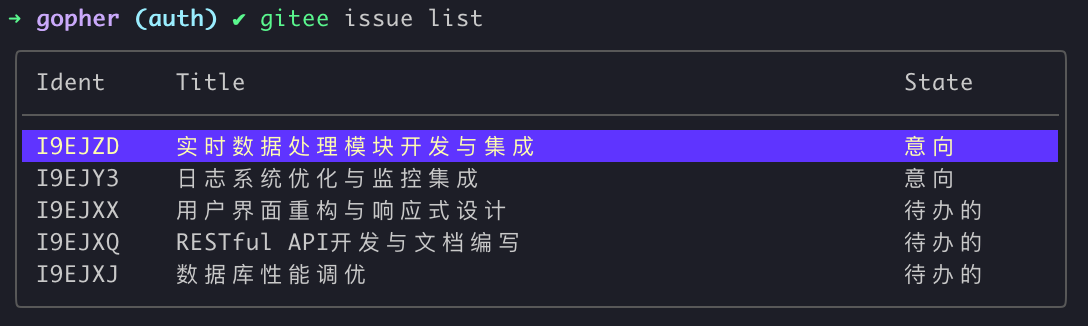 ➜ gopher (auth) ✔ gitee issue list
Ident Title State
I9EJZD 实时数据处理模块开发与集成 意向
I9EJY3 日志系统优化与监控集成 意向
I9EJXX 用户界面重构与响应式设计 待办的
I9EJXQ RESTful API开发与文档编写 待办的
I9EJXJ 数据库性能调优 待办的